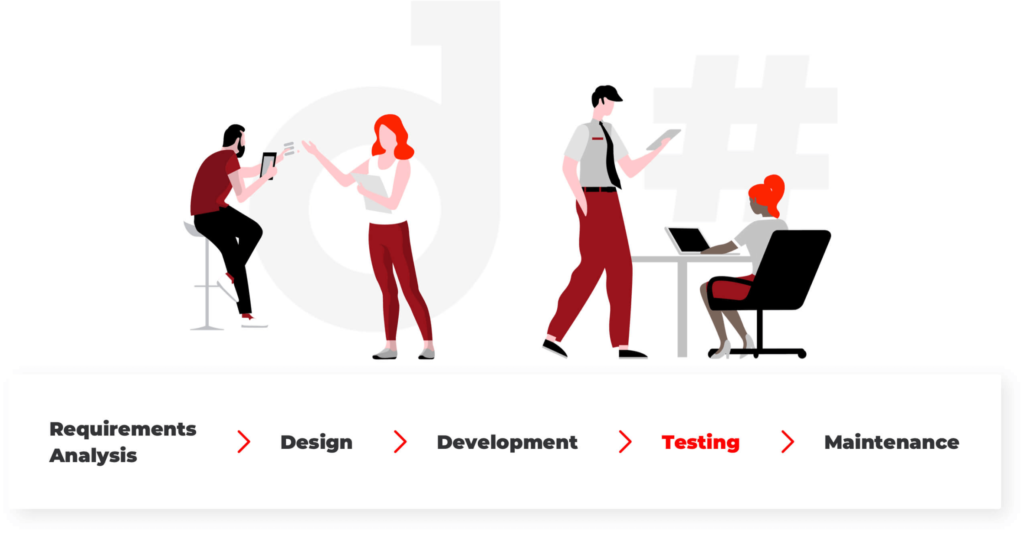 d #
Requirements
Analysis
Design
Development
Testing
Maintenance